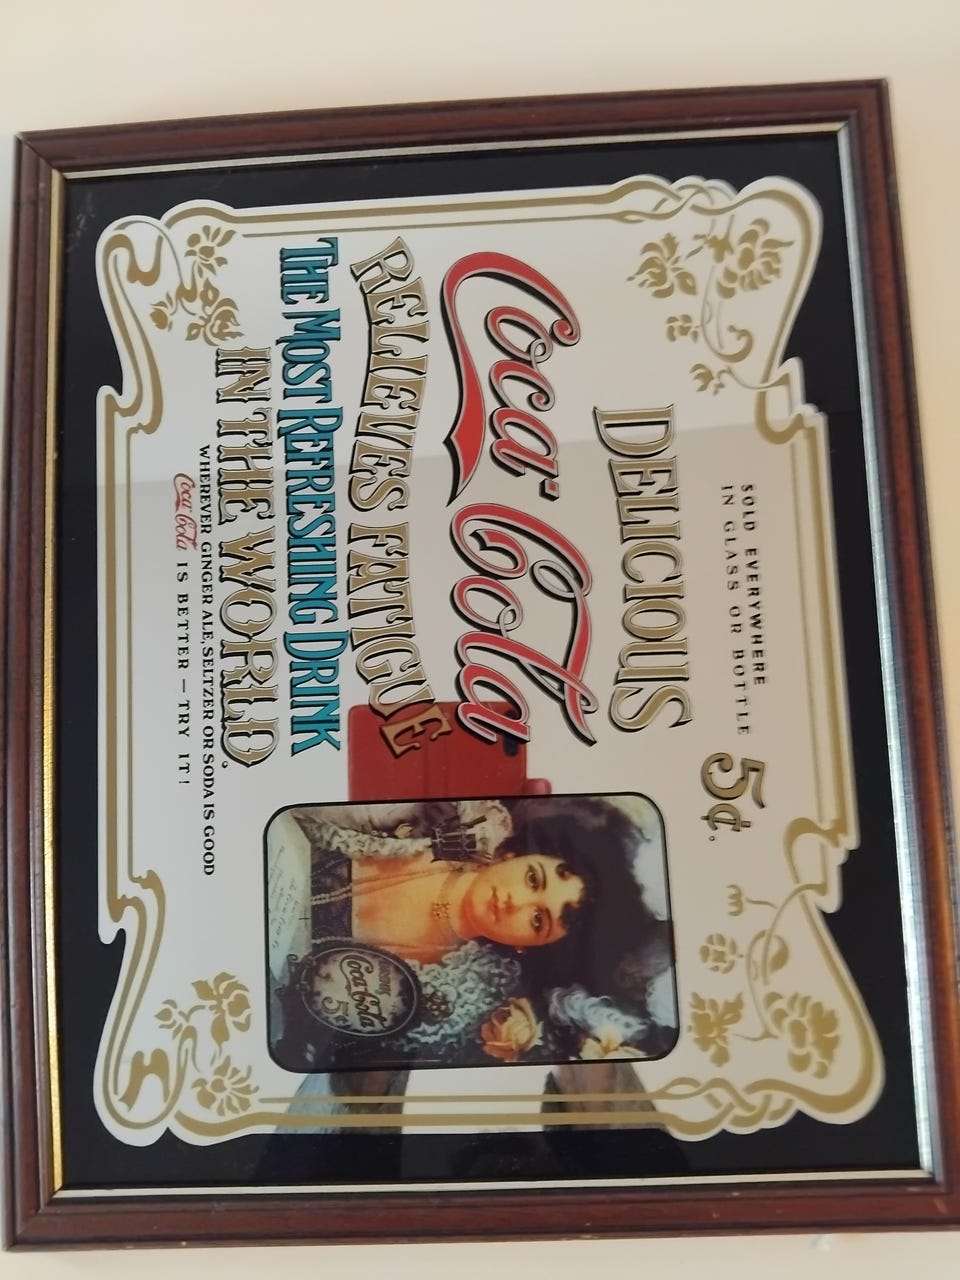 SOLD EVERYWHERE
IN GLASS OR BOTTLE 5¢.
DELICIOUS
Coca-Cola
RELIEVES FATIGUE
THE MOST REFRESHING DRINK
IN THE WORLD.
WHEREVER GINGER ALE, SELTZER OR SODA IS GOOD
Coca-Cola IS BETTER – TRY IT!
DRINK
Coca-Cola
5¢